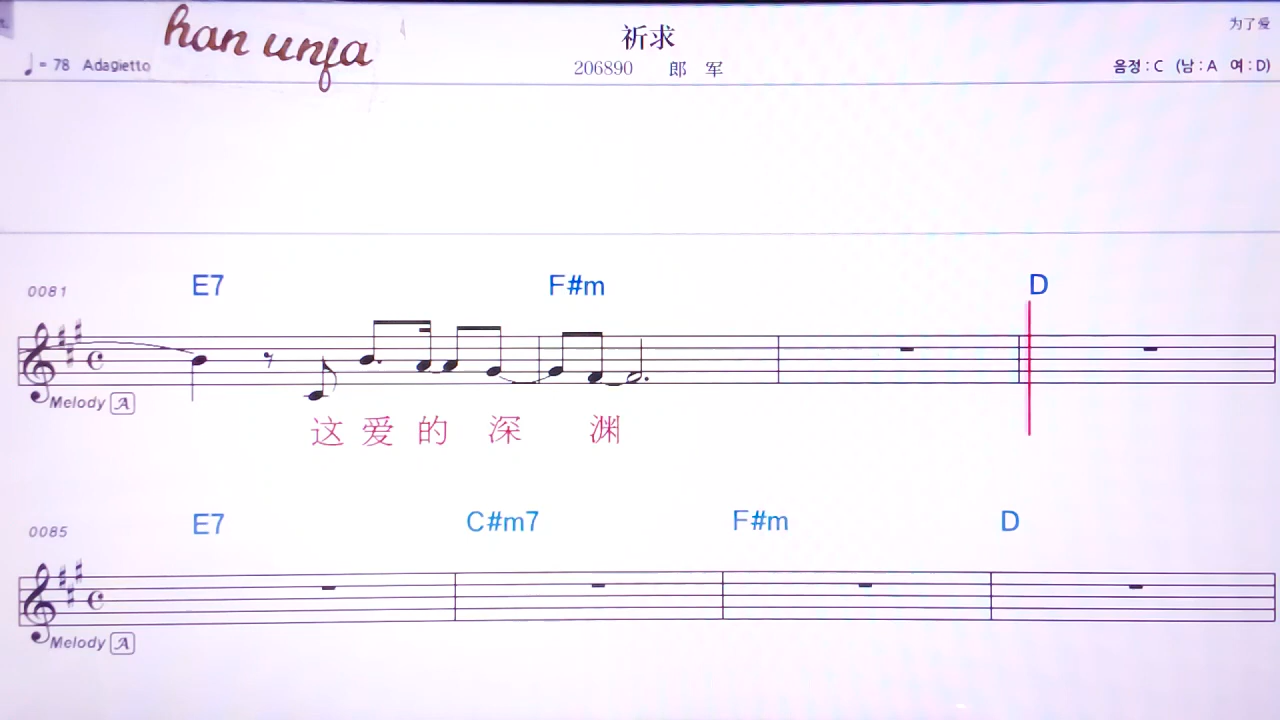 han unfa
祈求
为了爱
♩= 78 Adagietto
206890 郎 军
음정 : C (남 : A 여 : D)
0081 E7 F#m D
Melody A
这 爱 的 深 渊
0085 E7 C#m7 F#m D
Melody A